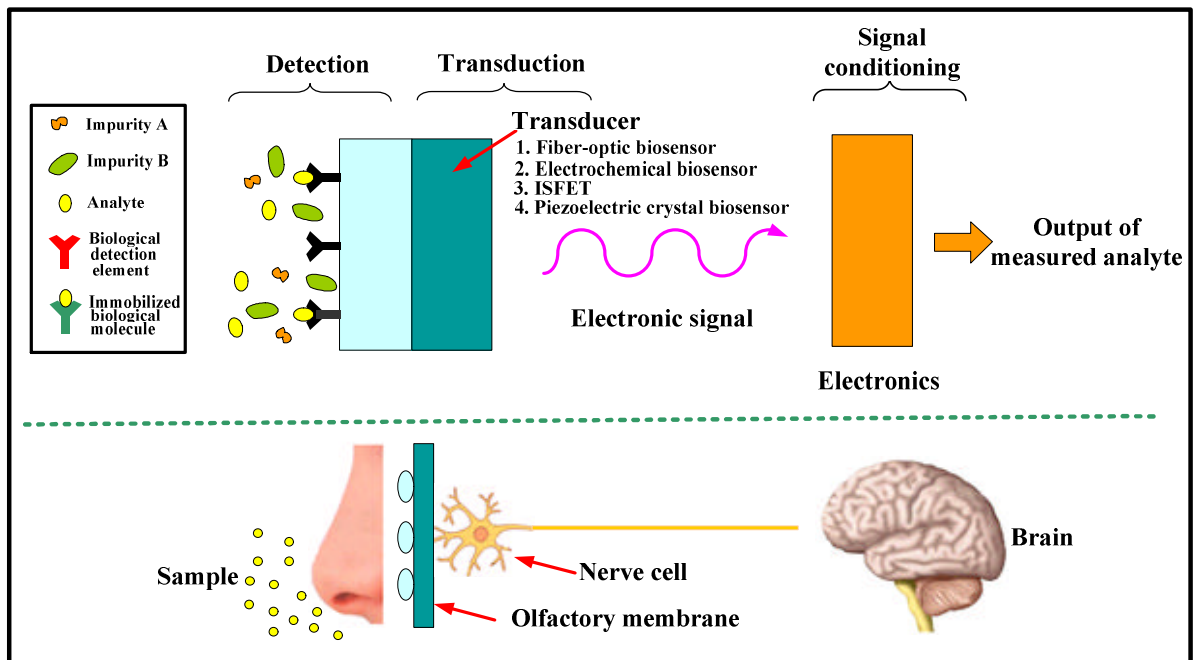 Detection
Transduction
Signal
conditioning
Impurity A
Impurity B
Analyte
Biological
detection
element
Immobilized
biological
molecule
Transducer
1. Fiber-optic biosensor
2. Electrochemical biosensor
3. ISFET
4. Piezoelectric crystal biosensor
Electronic signal
Electronics
Output of
measured analyte
Sample
Nerve cell
Olfactory membrane
Brain